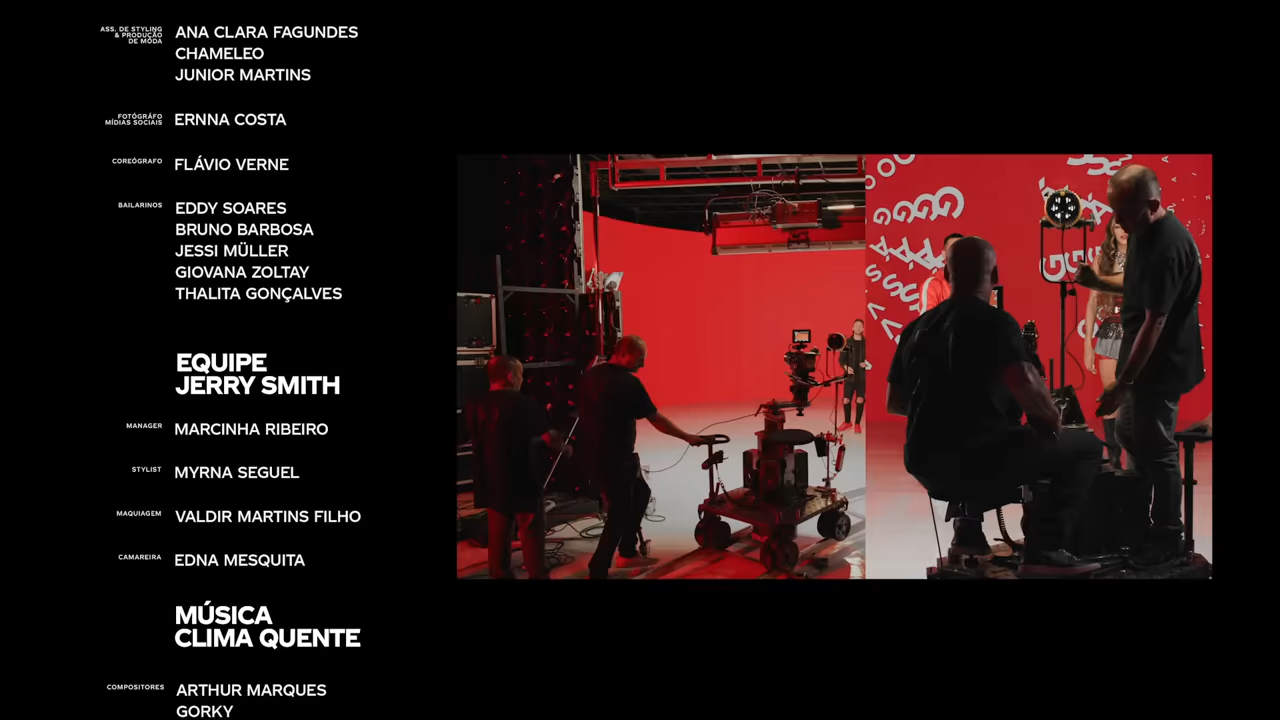 ASS. DE STYLING
& PRODUÇÃO
DE MODA
ANA CLARA FAGUNDES
CHAMELEO
JUNIOR MARTINS
FOTÓGRÁFO
MÍDIAS SOCIAIS
ERNNA COSTA
COREÓGRAFO
FLÁVIO VERNE
BAILARINOS
EDDY SOARES
BRUNO BARBOSA
JESSI MÜLLER
GIOVANA ZOLTAY
THALITA GONÇALVES
EQUIPE
JERRY SMITH
MANAGER
MARCINHA RIBEIRO
STYLIST
MYRNA SEGUEL
MAQUIAGEM
VALDIR MARTINS FILHO
CAMAREIRA
EDNA MESQUITA
MÚSICA
CLIMA QUENTE
COMPOSITORES
ARTHUR MARQUES
GORKY